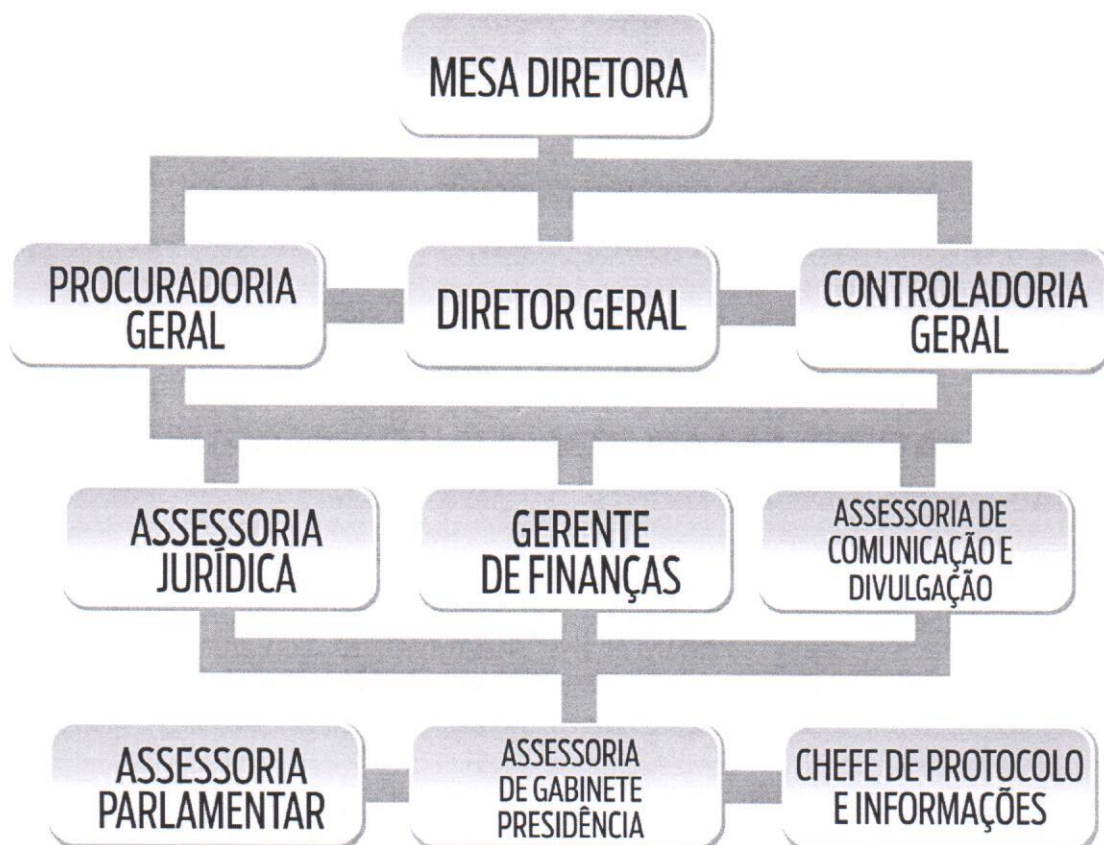 MESA DIRETORA
PROCURADORIA
GERAL
DIRETOR GERAL
CONTROLADORIA
GERAL
ASSESSORIA
JURÍDICA
GERENTE
DE FINANÇAS
ASSESSORIA DE
COMUNICAÇÃO E
DIVULGAÇÃO
ASSESSORIA
PARLAMENTAR
ASSESSORIA
DE GABINETE
PRESIDÊNCIA
CHEFE DE PROTOCOLO
E INFORMAÇÕES